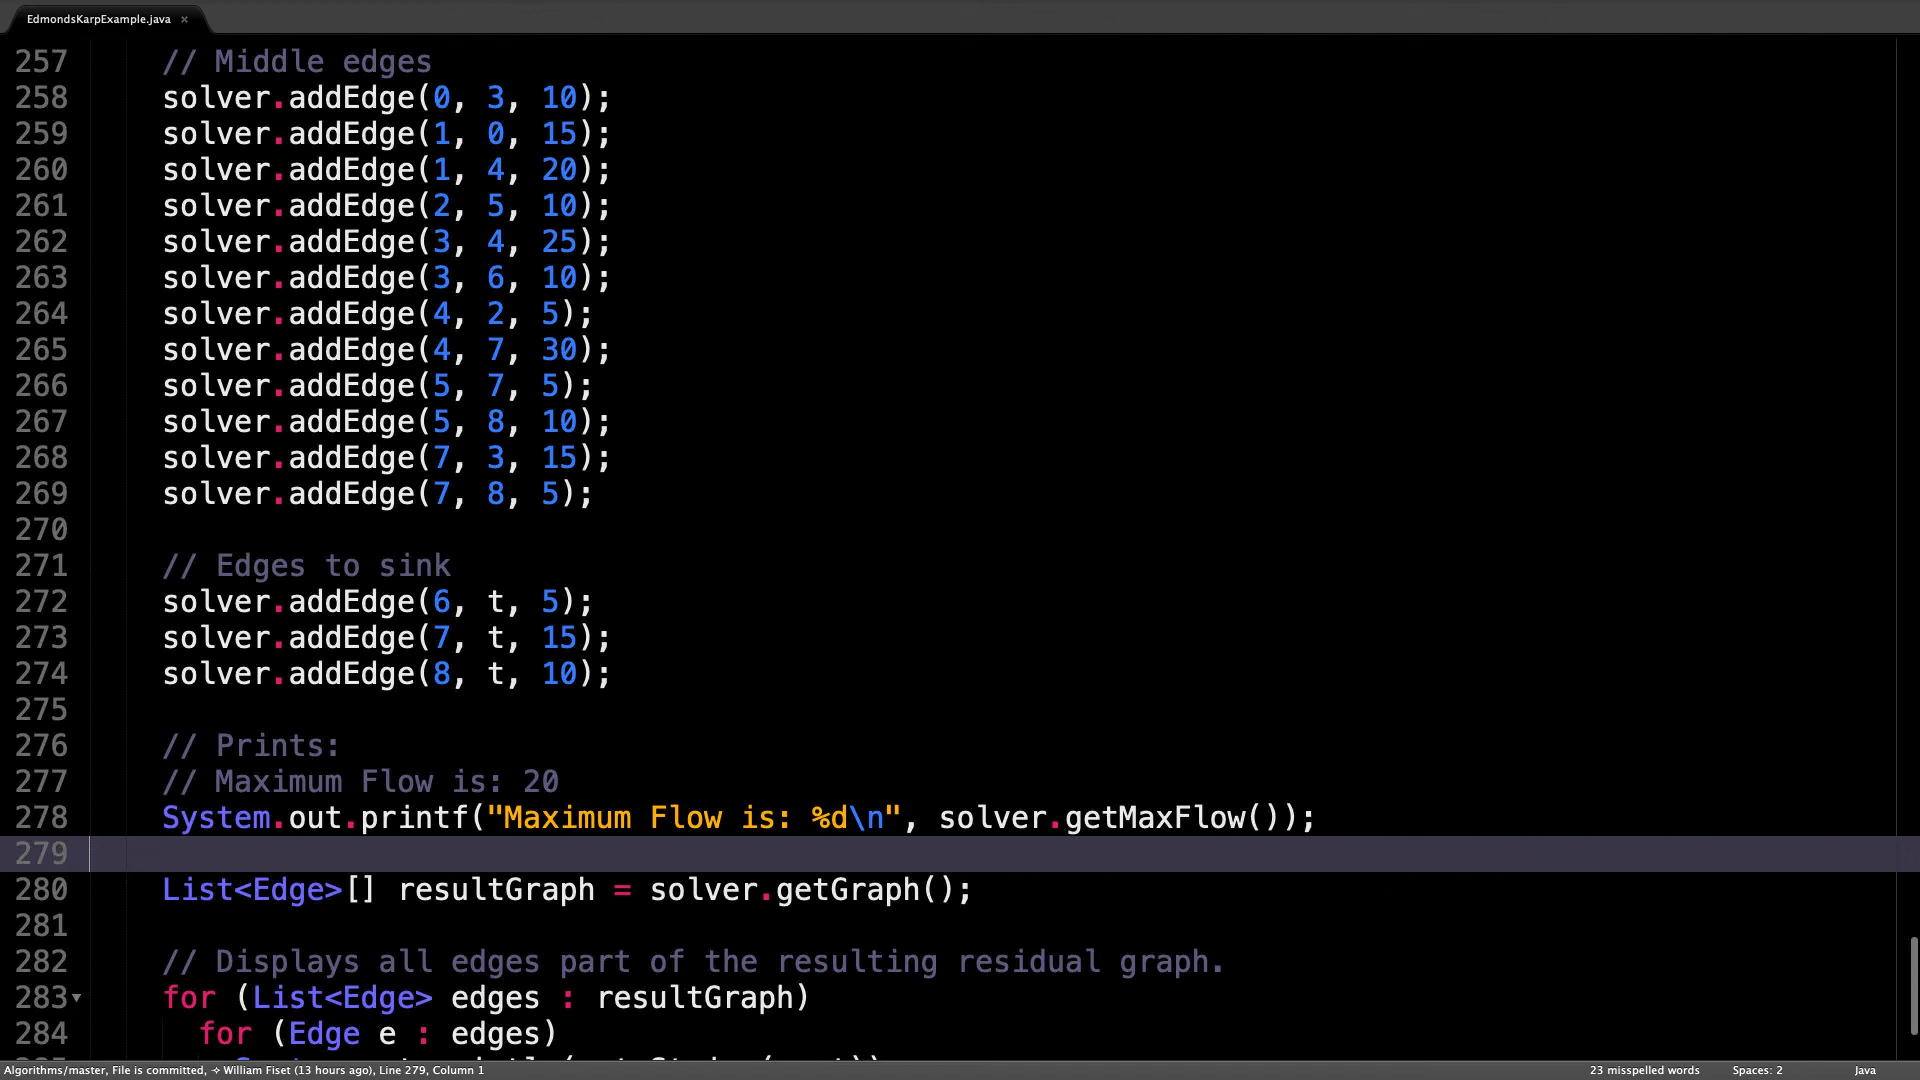 EdmondsKarpExample.java ×
257 // Middle edges
258 solver.addEdge(0, 3, 10);
259 solver.addEdge(1, 0, 15);
260 solver.addEdge(1, 4, 20);
261 solver.addEdge(2, 5, 10);
262 solver.addEdge(3, 4, 25);
263 solver.addEdge(3, 6, 10);
264 solver.addEdge(4, 2, 5);
265 solver.addEdge(4, 7, 30);
266 solver.addEdge(5, 7, 5);
267 solver.addEdge(5, 8, 10);
268 solver.addEdge(7, 3, 15);
269 solver.addEdge(7, 8, 5);
270
271 // Edges to sink
272 solver.addEdge(6, t, 5);
273 solver.addEdge(7, t, 15);
274 solver.addEdge(8, t, 10);
275
276 // Prints:
277 // Maximum Flow is: 20
278 System.out.printf("Maximum Flow is: %d\n", solver.getMaxFlow());
279
280 List<Edge>[] resultGraph = solver.getGraph();
281
282 // Displays all edges part of the resulting residual graph.
283 for (List<Edge> edges : resultGraph)
284 for (Edge e : edges)
Algorithms/master, File is committed, ✧ William Fiset (13 hours ago), Line 279, Column 1 23 misspelled words Spaces: 2 Java